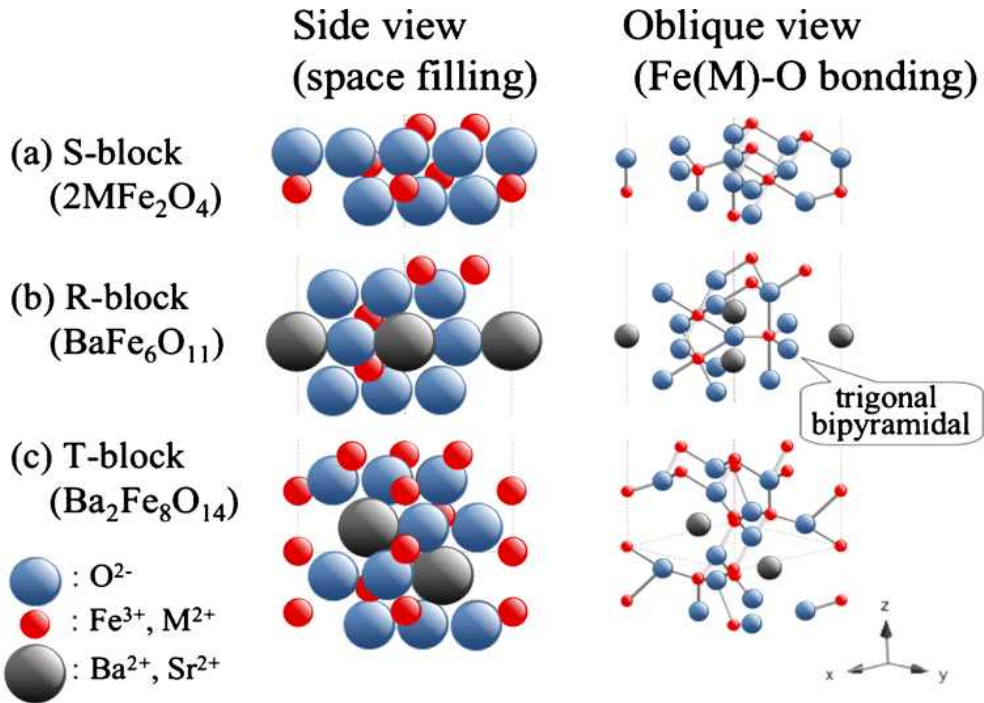 Side view
(space filling)
Oblique view
(Fe(M)-O bonding)
(a) S-block
(2MFe₂O₄)
(b) R-block
(BaFe₆O₁₁)
trigonal
bipyramidal
(c) T-block
(Ba₂Fe₈O₁₄)
: O²⁻
: Fe³⁺, M²⁺
: Ba²⁺, Sr²⁺
z
x
y